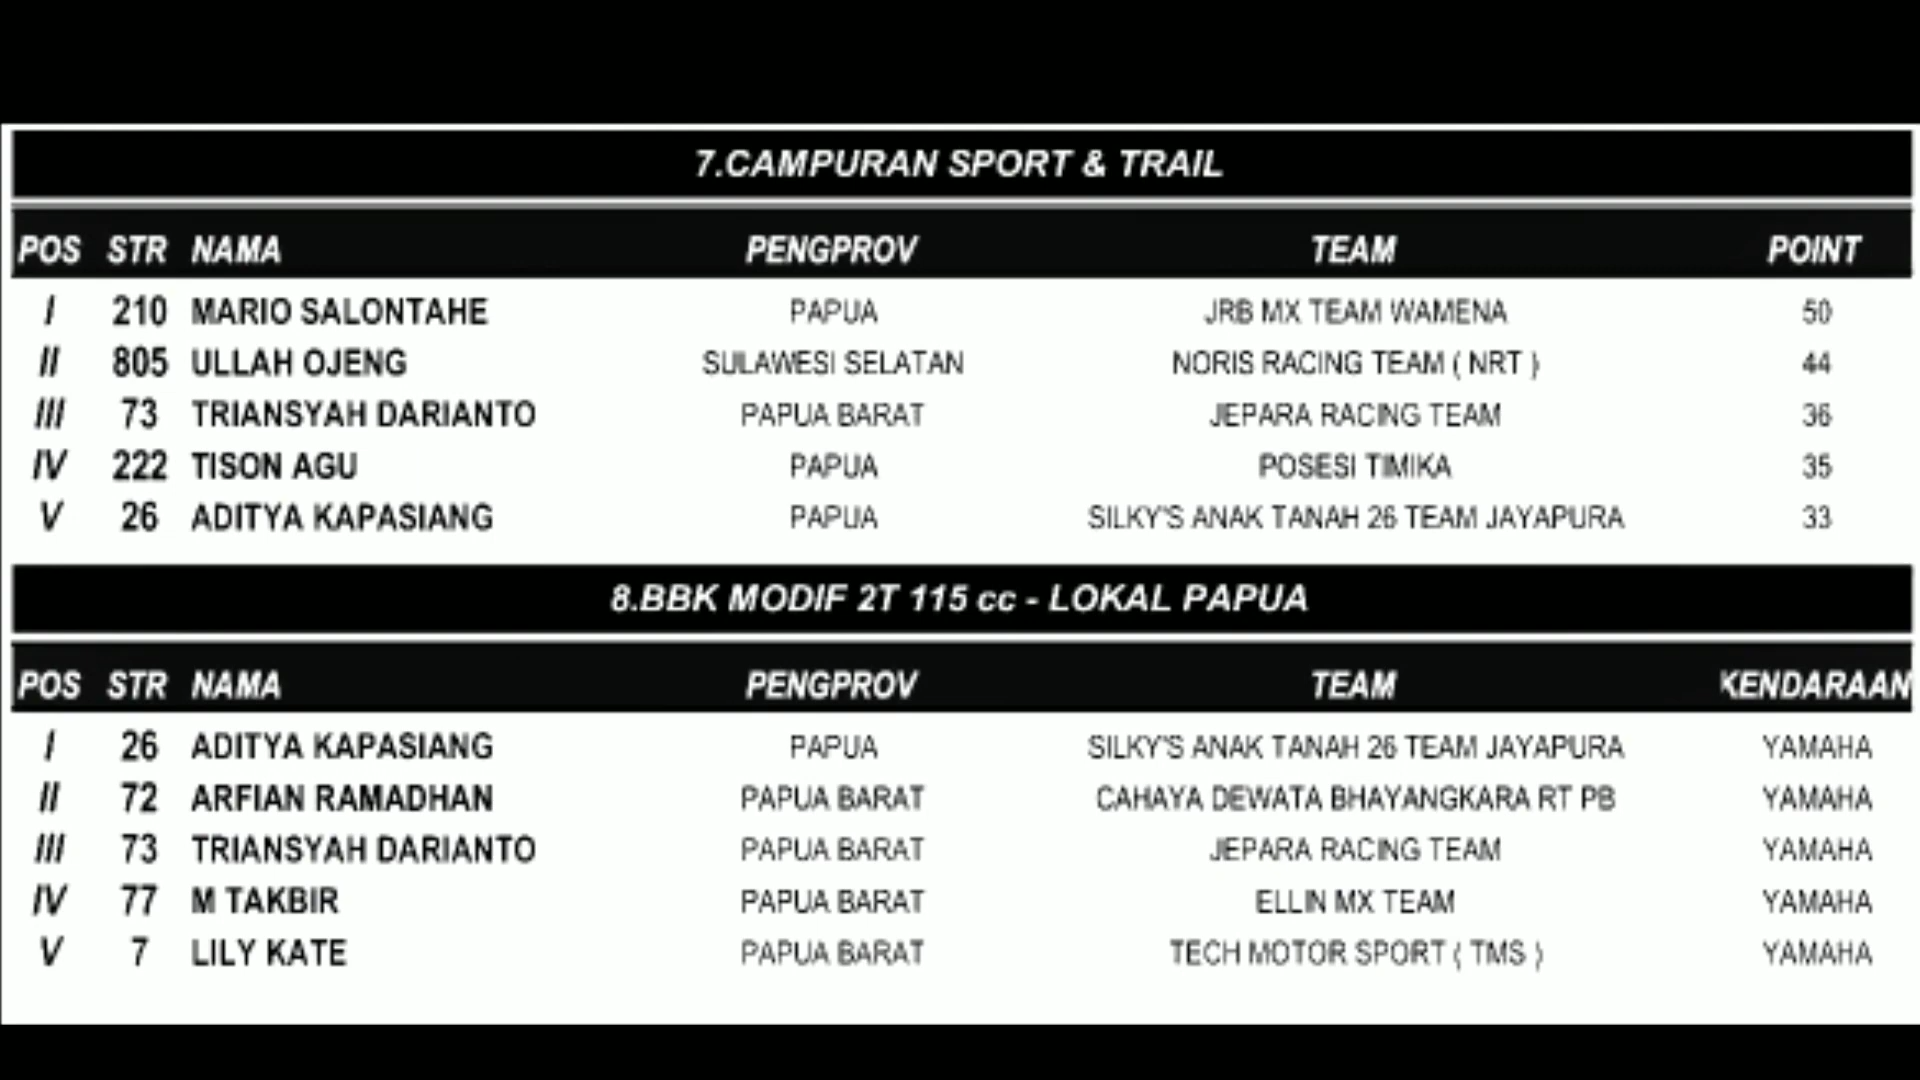 7.CAMPURAN SPORT & TRAIL
POS STR NAMA PENGPROV TEAM POINT
I 210 MARIO SALONTAHE PAPUA JRB MX TEAM WAMENA 50
II 805 ULLAH OJENG SULAWESI SELATAN NORIS RACING TEAM ( NRT ) 44
III 73 TRIANSYAH DARIANTO PAPUA BARAT JEPARA RACING TEAM 36
IV 222 TISON AGU PAPUA POSESI TIMIKA 35
V 26 ADITYA KAPASIANG PAPUA SILKY'S ANAK TANAH 26 TEAM JAYAPURA 33
8.BBK MODIF 2T 115 cc - LOKAL PAPUA
POS STR NAMA PENGPROV TEAM KENDARAAN
I 26 ADITYA KAPASIANG PAPUA SILKY'S ANAK TANAH 26 TEAM JAYAPURA YAMAHA
II 72 ARFIAN RAMADHAN PAPUA BARAT CAHAYA DEWATA BHAYANGKARA RT PB YAMAHA
III 73 TRIANSYAH DARIANTO PAPUA BARAT JEPARA RACING TEAM YAMAHA
IV 77 M TAKBIR PAPUA BARAT ELLIN MX TEAM YAMAHA
V 7 LILY KATE PAPUA BARAT TECH MOTOR SPORT ( TMS ) YAMAHA